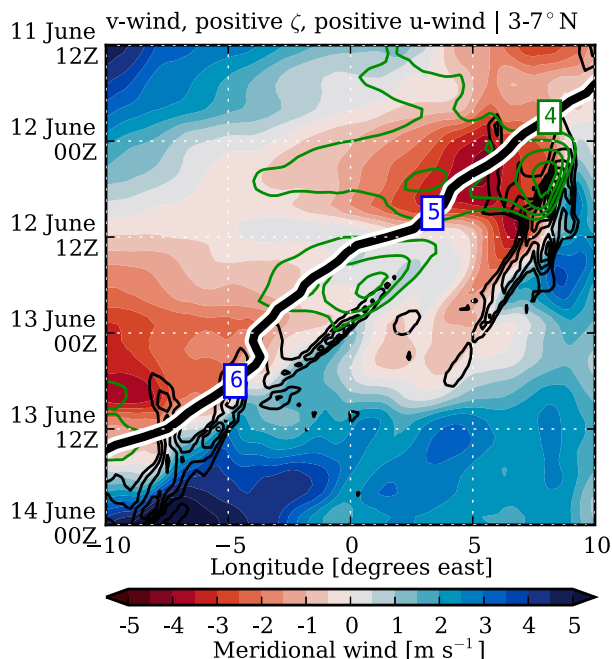 v-wind, positive ζ, positive u-wind | 3-7° N
11 June
12Z
12 June
00Z
12 June
12Z
13 June
00Z
13 June
12Z
14 June
00Z
4
5
6
−10 −5 0 5 10
Longitude [degrees east]
-5 -4 -3 -2 -1 0 1 2 3 4 5
Meridional wind [m s⁻¹]